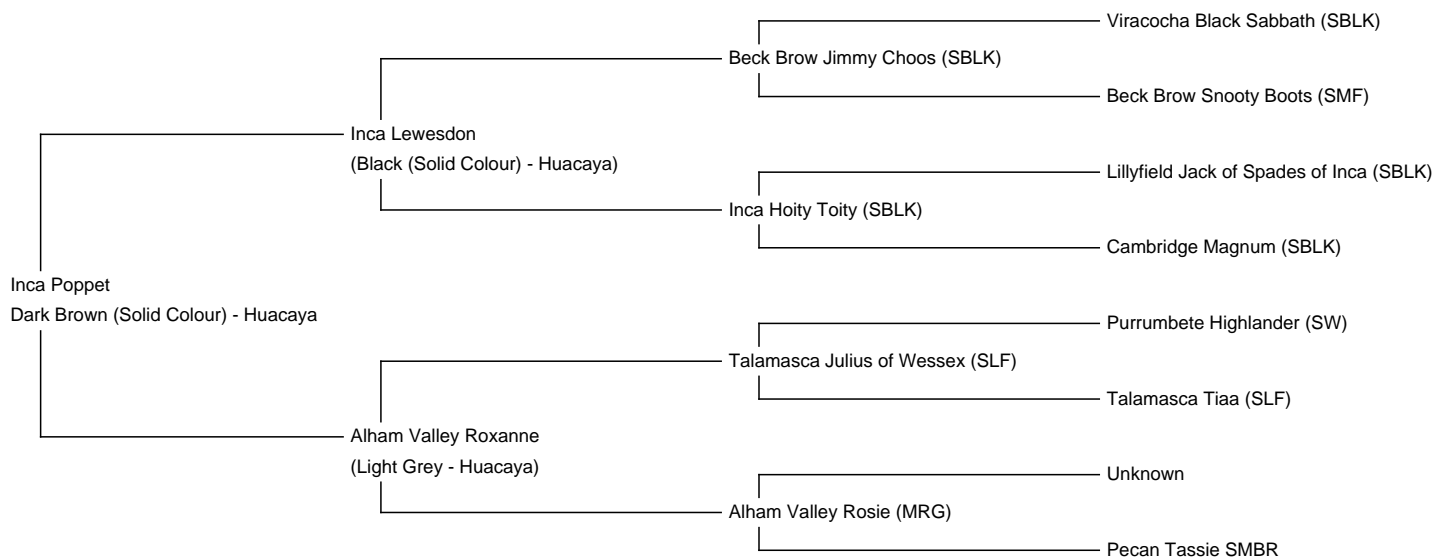 Viracocha Black Sabbath (SBLK)
Beck Brow Jimmy Choos (SBLK)
Beck Brow Snooty Boots (SMF)
Inca Lewesdon
(Black (Solid Colour) - Huacaya)
Lillyfield Jack of Spades of Inca (SBLK)
Inca Hoity Toity (SBLK)
Cambridge Magnum (SBLK)
Inca Poppet
Dark Brown (Solid Colour) - Huacaya
Purrumbete Highlander (SW)
Talamasca Julius of Wessex (SLF)
Talamasca Tiaa (SLF)
Alham Valley Roxanne
(Light Grey - Huacaya)
Unknown
Alham Valley Rosie (MRG)
Pecan Tassie SMBR